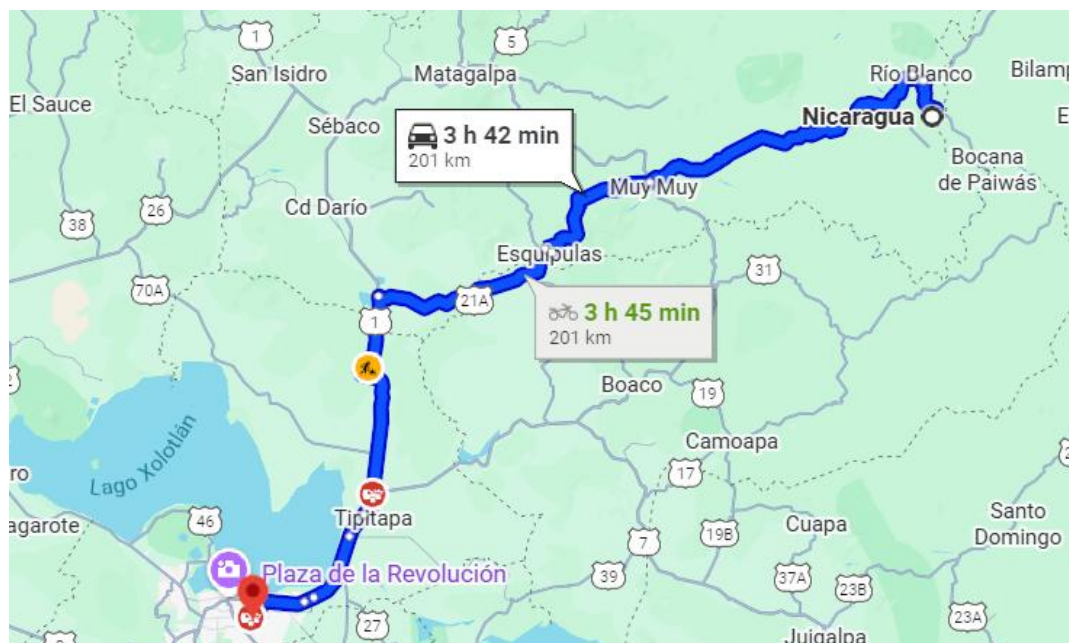 1
5
San Isidro
Matagalpa
Río Blanco
Bilamp
El Sauce
Nicaragua
Sébaco
3 h 42 min
201 km
E
Bocana
de Paiwás
Muy Muy
26
Cd Darío
38
Esquipulas
31
70A
21A
1
3 h 45 min
201 km
2
Boaco
19
Camoapa
Lago Xolotlán
17
2
ro
Tipitapa
agarote
46
Cuapa
Santo
Domingo
19B
7
Plaza de la Revolución
39
37A
23B
23A
27
Juigalpa